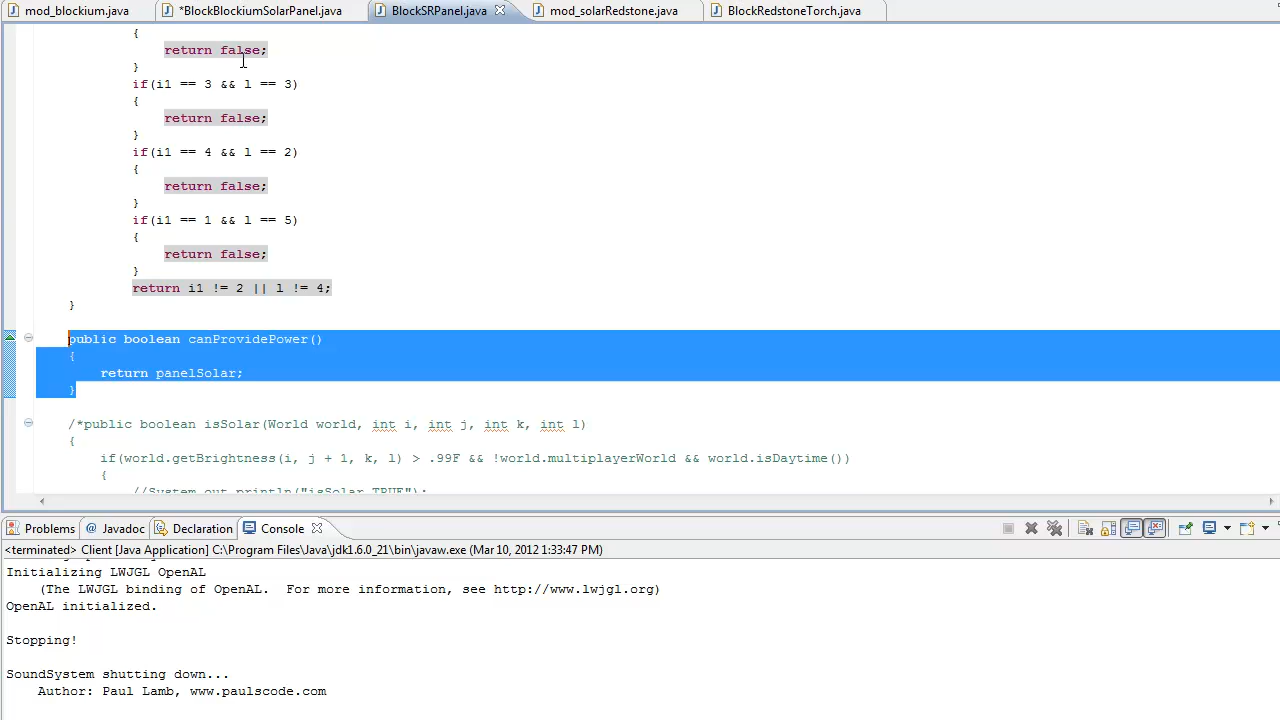 mod_blockium.java *BlockBlockiumSolarPanel.java BlockSRPanel.java mod_solarRedstone.java BlockRedstoneTorch.java
{
return false;
}
if(i1 == 3 && l == 3)
{
return false;
}
if(i1 == 4 && l == 2)
{
return false;
}
if(i1 == 1 && l == 5)
{
return false;
}
return i1 != 2 || l != 4;
}
public boolean canProvidePower()
{
return panelSolar;
}
/*public boolean isSolar(World world, int i, int j, int k, int l)
{
if(world.getBrightness(i, j + 1, k, l) > .99F && !world.multiplayerWorld && world.isDaytime())
{
//System.out.println("isSolar TRUE");
Problems @ Javadoc Declaration Console
<terminated> Client [Java Application] C:\Program Files\Java\jdk1.6.0_21\bin\javaw.exe (Mar 10, 2012 1:33:47 PM)
Initializing LWJGL OpenAL
(The LWJGL binding of OpenAL. For more information, see http://www.lwjgl.org)
OpenAL initialized.
Stopping!
SoundSystem shutting down...
Author: Paul Lamb, www.paulscode.com